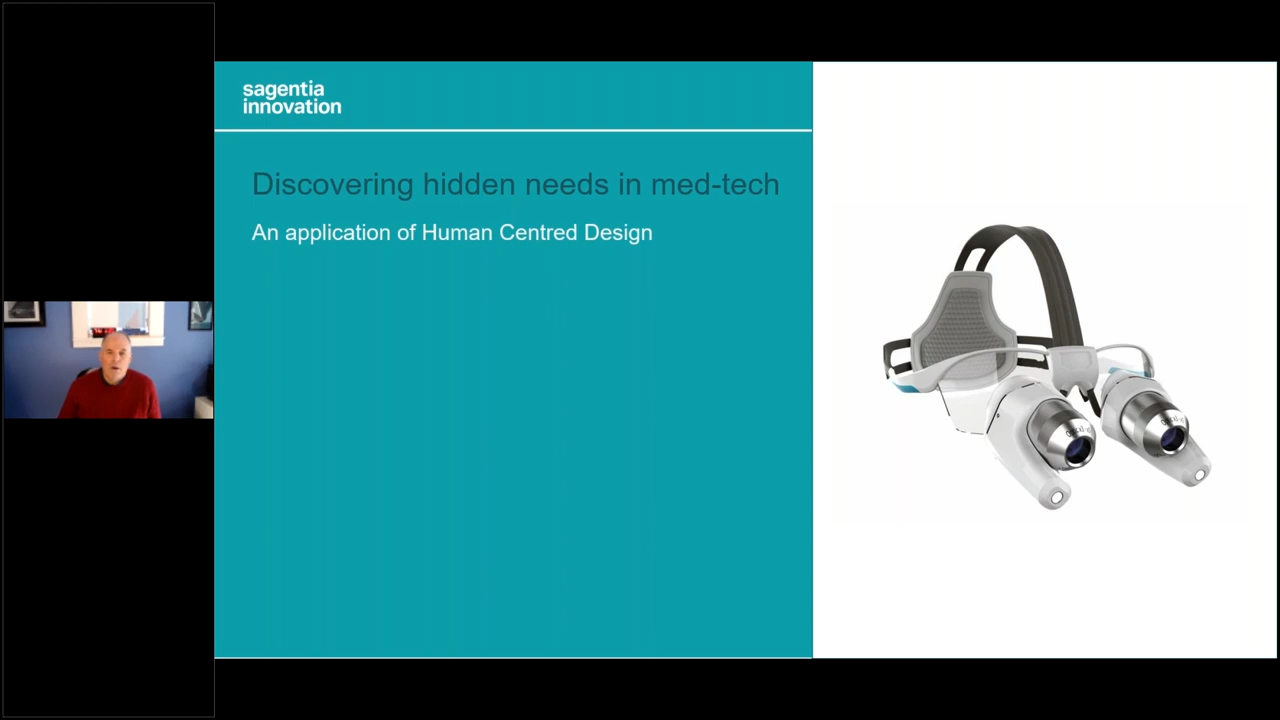 sagentia
innovation
Discovering hidden needs in med-tech
An application of Human Centred Design